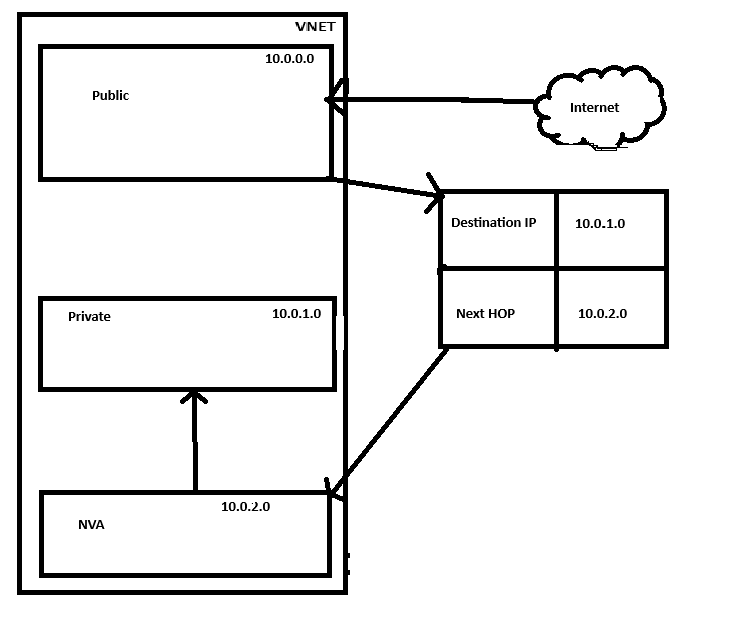 VNET
10.0.0.0
Public
Internet
Destination IP 10.0.1.0
Next HOP 10.0.2.0
Private 10.0.1.0
10.0.2.0
NVA